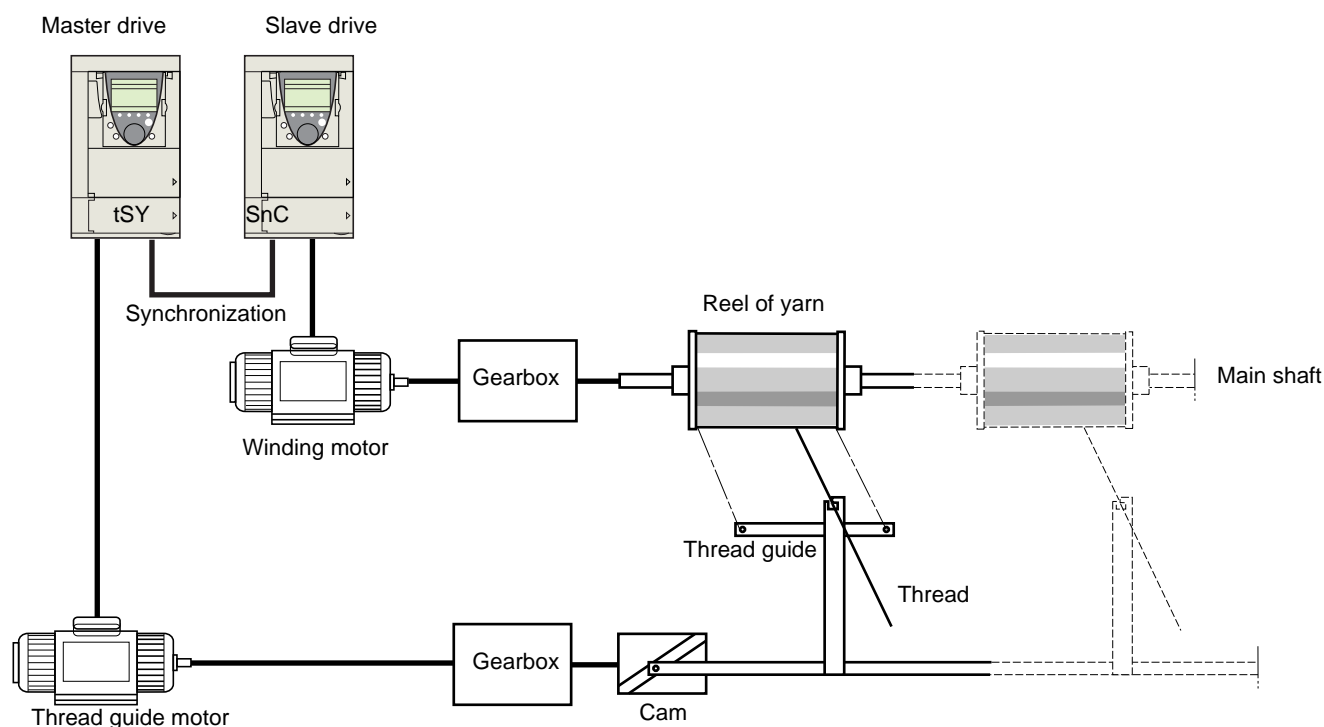 Master drive
Slave drive
tSY
SnC
Synchronization
Reel of yarn
Gearbox
Main shaft
Winding motor
Thread guide
Thread
Gearbox
Thread guide motor
Cam